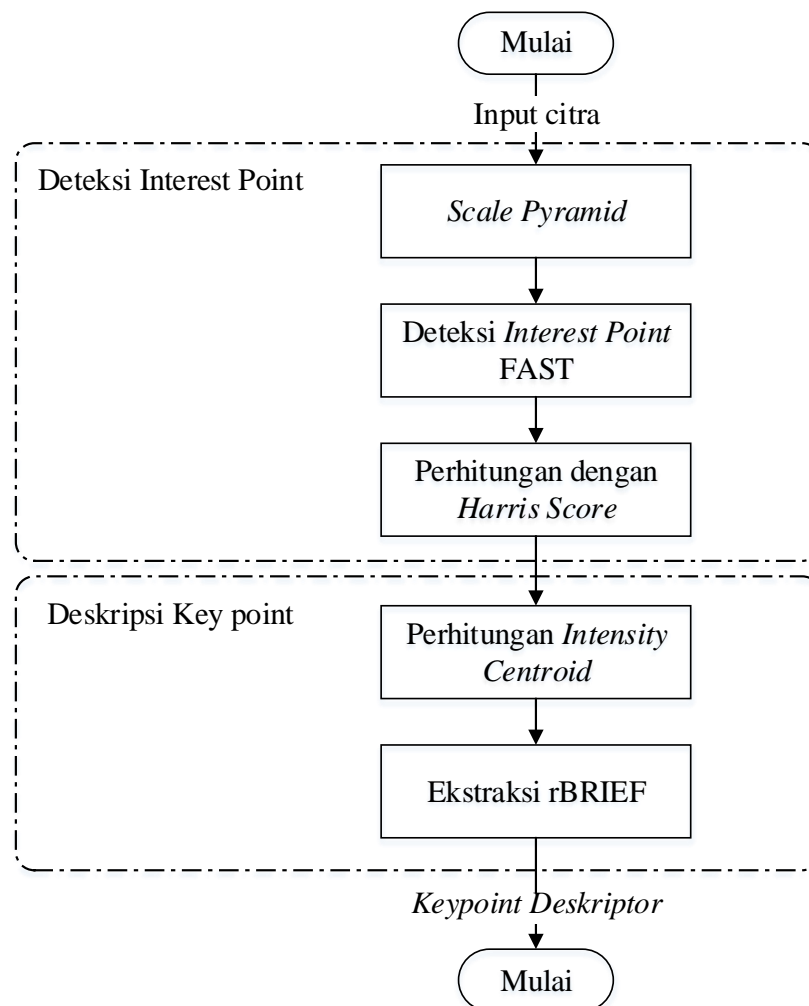 Mulai
Input citra
Deteksi Interest Point
Scale Pyramid
Deteksi Interest Point
FAST
Perhitungan dengan
Harris Score
Deskripsi Key point
Perhitungan Intensity
Centroid
Ekstraksi rBRIEF
Keypoint Deskriptor
Mulai